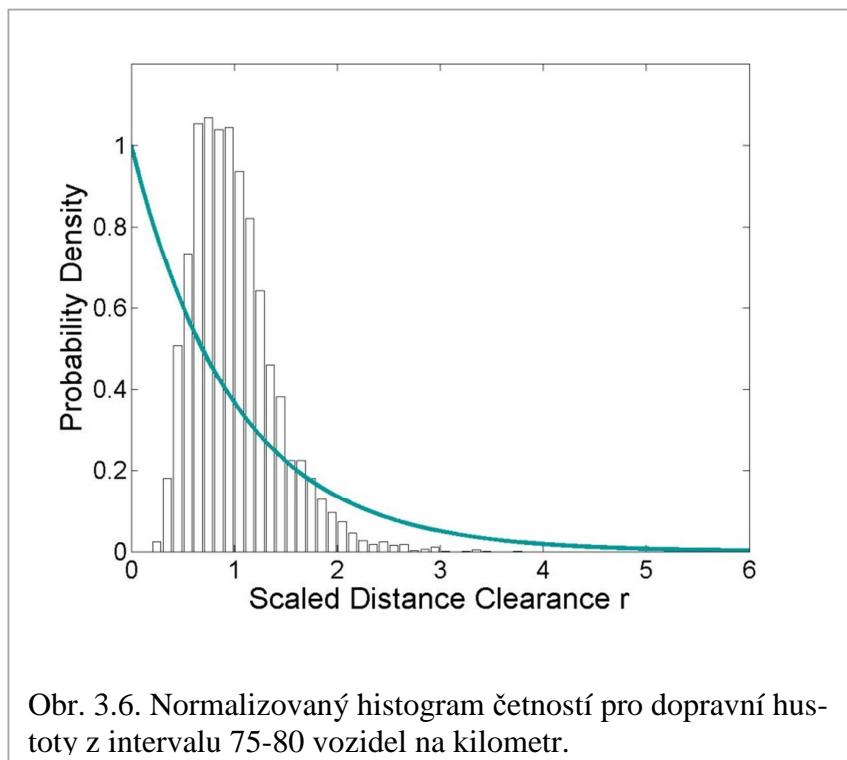 Probability Density
1
0.8
0.6
0.4
0.2
0
0 1 2 3 4 5 6
Scaled Distance Clearance r
Obr. 3.6. Normalizovaný histogram četností pro dopravní hus-
toty z intervalu 75-80 vozidel na kilometr.